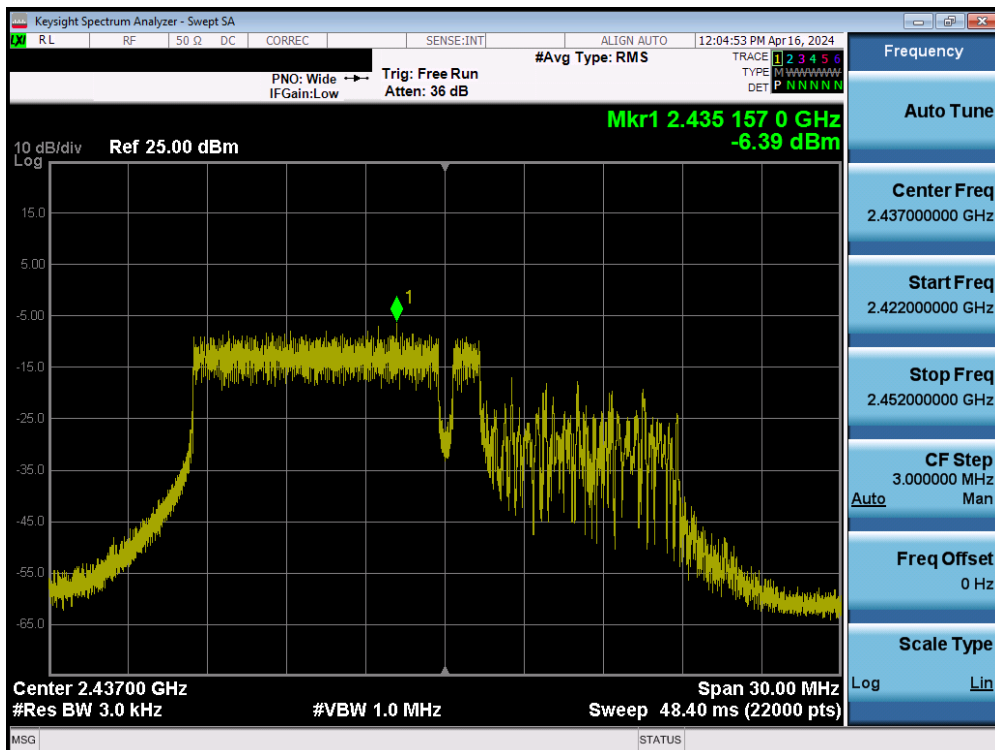 Keysight Spectrum Analyzer - Swept SA
LXI RL RF 50 Ω DC CORREC SENSE:INT ALIGN AUTO 12:04:53 PM Apr 16, 2024
#Avg Type: RMS TRACE 1 2 3 4 5 6
PNO: Wide Trig: Free Run TYPE M WWWWW
IFGain:Low Atten: 36 dB DET P N N N N N
Mkr1 2.435 157 0 GHz
-6.39 dBm
10 dB/div Ref 25.00 dBm
Log
15.0
5.00
-5.00
-15.0
-25.0
-35.0
-45.0
-55.0
-65.0
1
Center 2.43700 GHz Span 30.00 MHz
#Res BW 3.0 kHz #VBW 1.0 MHz Sweep 48.40 ms (22000 pts)
MSG STATUS
Frequency
Auto Tune
Center Freq
2.437000000 GHz
Start Freq
2.422000000 GHz
Stop Freq
2.452000000 GHz
CF Step
3.000000 MHz
Auto Man
Freq Offset
0 Hz
Scale Type
Log Lin